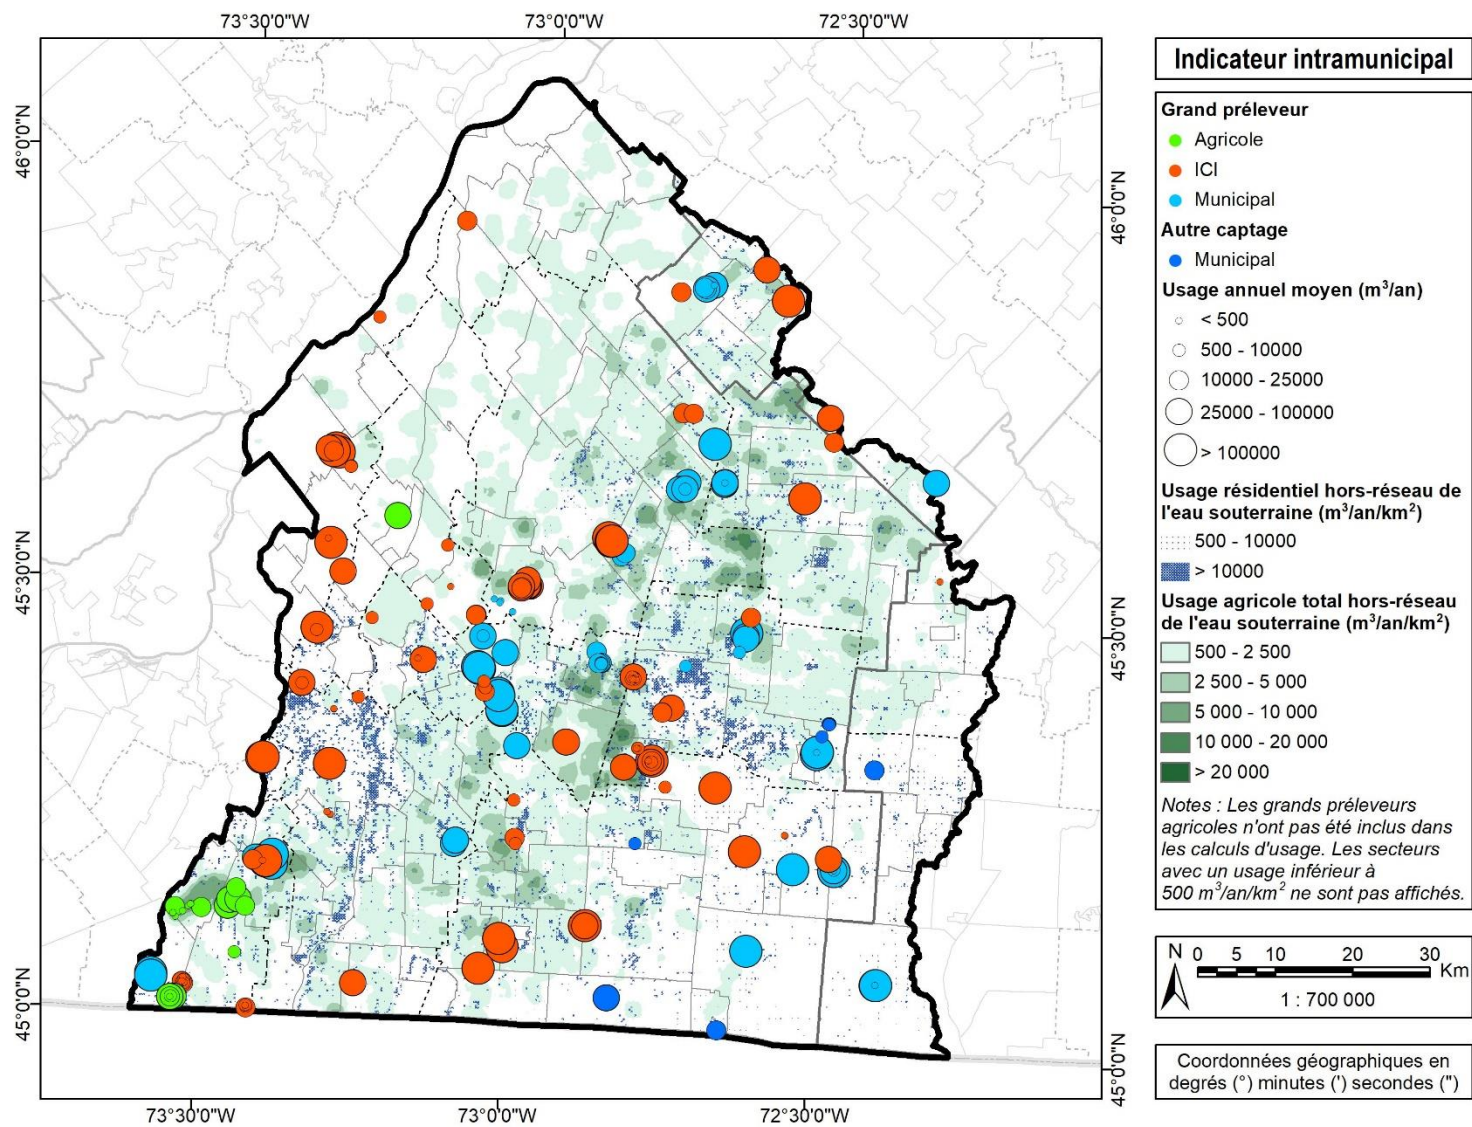 73°30'0"W
73°0'0"W
72°30'0"W
46°0'0"N
45°30'0"N
45°0'0"N
46°0'0"N
45°30'0"N
45°0'0"N
73°30'0"W
73°0'0"W
72°30'0"W
Indicateur intramunicipal
Grand préleveur
Agricole
ICI
Municipal
Autre captage
Municipal
Usage annuel moyen (m³/an)
< 500
500 - 10000
10000 - 25000
25000 - 100000
> 100000
Usage résidentiel hors-réseau de
l'eau souterraine (m³/an/km²)
500 - 10000
> 10000
Usage agricole total hors-réseau
de l'eau souterraine (m³/an/km²)
500 - 2 500
2 500 - 5 000
5 000 - 10 000
10 000 - 20 000
> 20 000
Notes : Les grands préleveurs
agricoles n'ont pas été inclus dans
les calculs d'usage. Les secteurs
avec un usage inférieur à
500 m³/an/km² ne sont pas affichés.
N
0 5 10 20 30
Km
1 : 700 000
Coordonnées géographiques en
degrés (°) minutes (') secondes (")